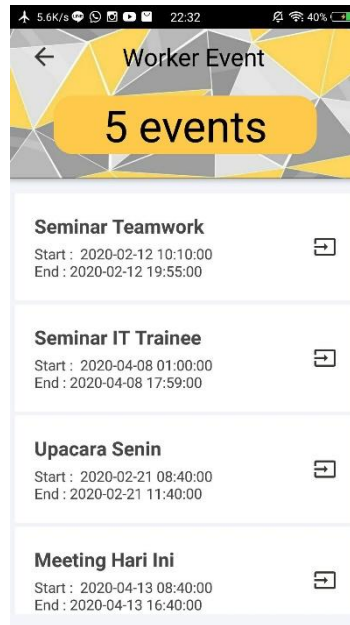 5.6K/s 22:32 40%
Worker Event
5 events
Seminar Teamwork
Start : 2020-02-12 10:10:00
End : 2020-02-12 19:55:00
Seminar IT Trainee
Start : 2020-04-08 01:00:00
End : 2020-04-08 17:59:00
Upacara Senin
Start : 2020-02-21 08:40:00
End : 2020-02-21 11:40:00
Meeting Hari Ini
Start : 2020-04-13 08:40:00
End : 2020-04-13 16:40:00